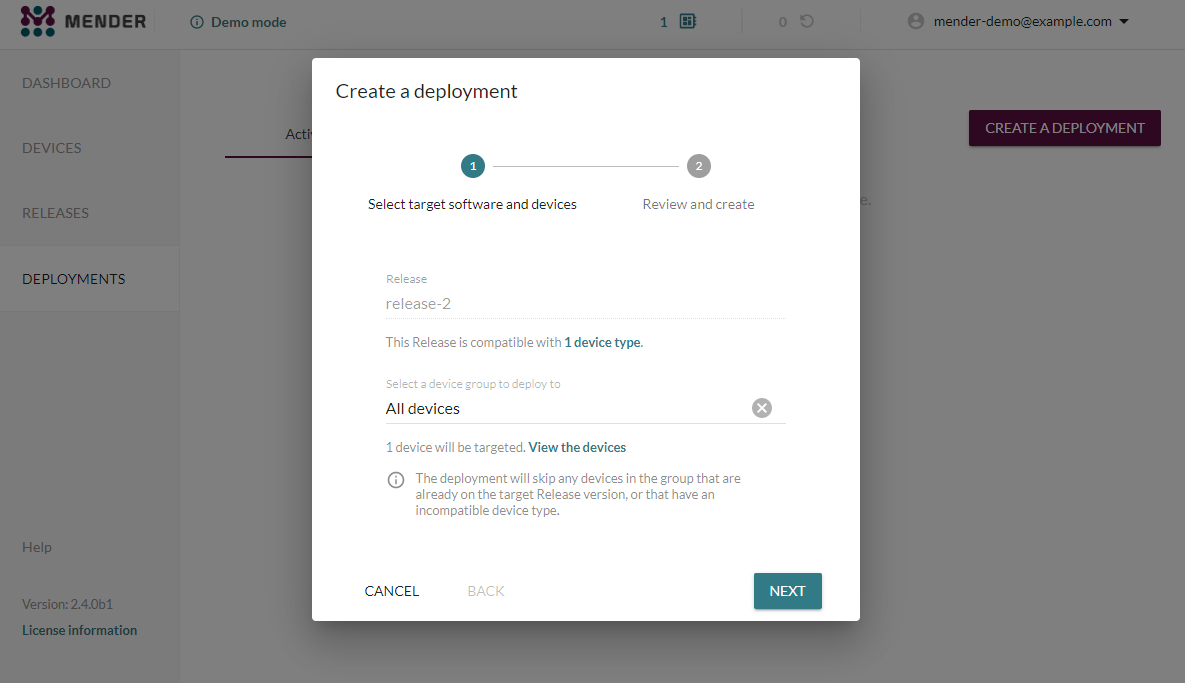 MENDER
Demo mode
1
0
mender-demo@example.com
DASHBOARD
DEVICES
RELEASES
DEPLOYMENTS
Help
Version: 2.4.0b1
License information
CREATE A DEPLOYMENT
Create a deployment
1
2
Select target software and devices
Review and create
Release
release-2
This Release is compatible with 1 device type.
Select a device group to deploy to
All devices
1 device will be targeted. View the devices
The deployment will skip any devices in the group that are
already on the target Release version, or that have an
incompatible device type.
CANCEL
BACK
NEXT